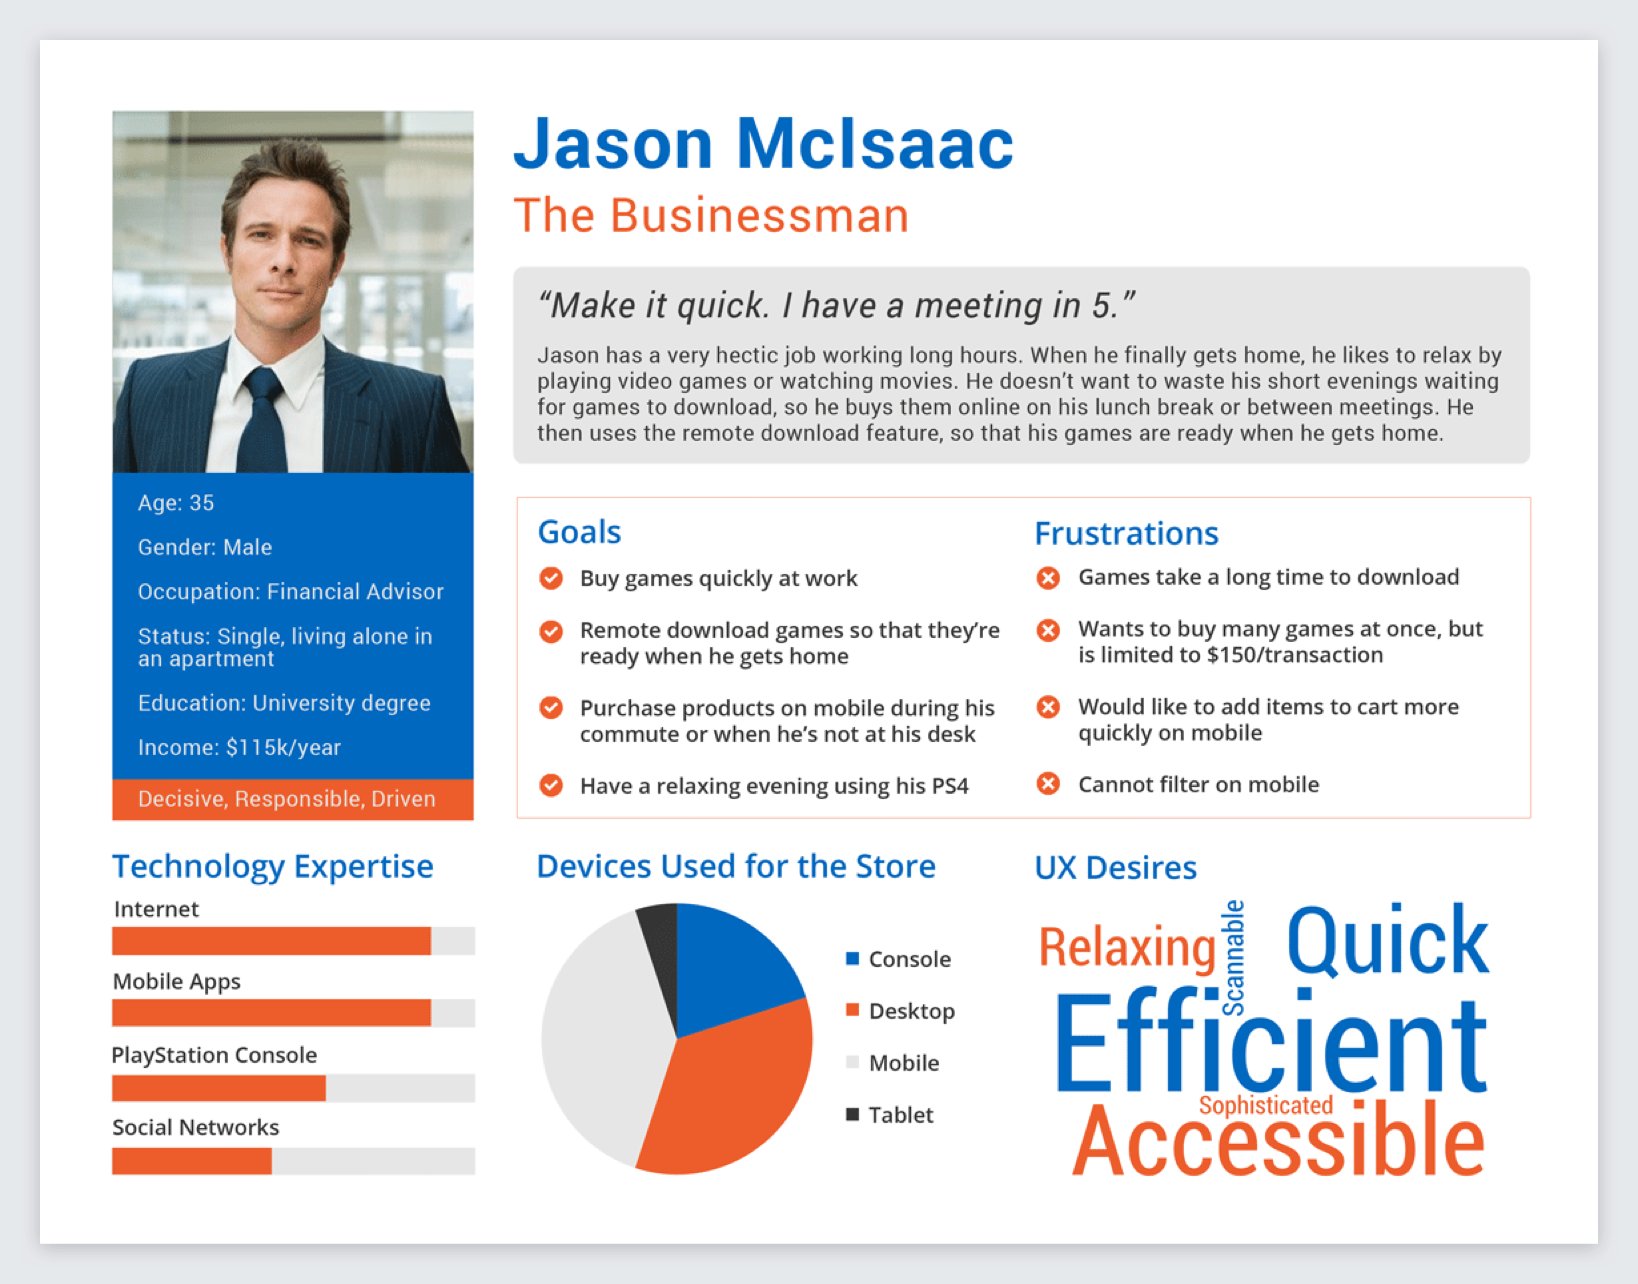 Jason McIsaac
The Businessman
“Make it quick. I have a meeting in 5.”
Jason has a very hectic job working long hours. When he finally gets home, he likes to relax by
playing video games or watching movies. He doesn’t want to waste his short evenings waiting
for games to download, so he buys them online on his lunch break or between meetings. He
then uses the remote download feature, so that his games are ready when he gets home.
Age: 35
Gender: Male
Occupation: Financial Advisor
Status: Single, living alone in
an apartment
Education: University degree
Income: $115k/year
Decisive, Responsible, Driven
Goals
Buy games quickly at work
Remote download games so that they’re
ready when he gets home
Purchase products on mobile during his
commute or when he’s not at his desk
Have a relaxing evening using his PS4
Frustrations
Games take a long time to download
Wants to buy many games at once, but
is limited to $150/transaction
Would like to add items to cart more
quickly on mobile
Cannot filter on mobile
Technology Expertise
Internet
Mobile Apps
PlayStation Console
Social Networks
Devices Used for the Store
Console
Desktop
Mobile
Tablet
UX Desires
Relaxing
Scannable
Quick
Efficient
Sophisticated
Accessible